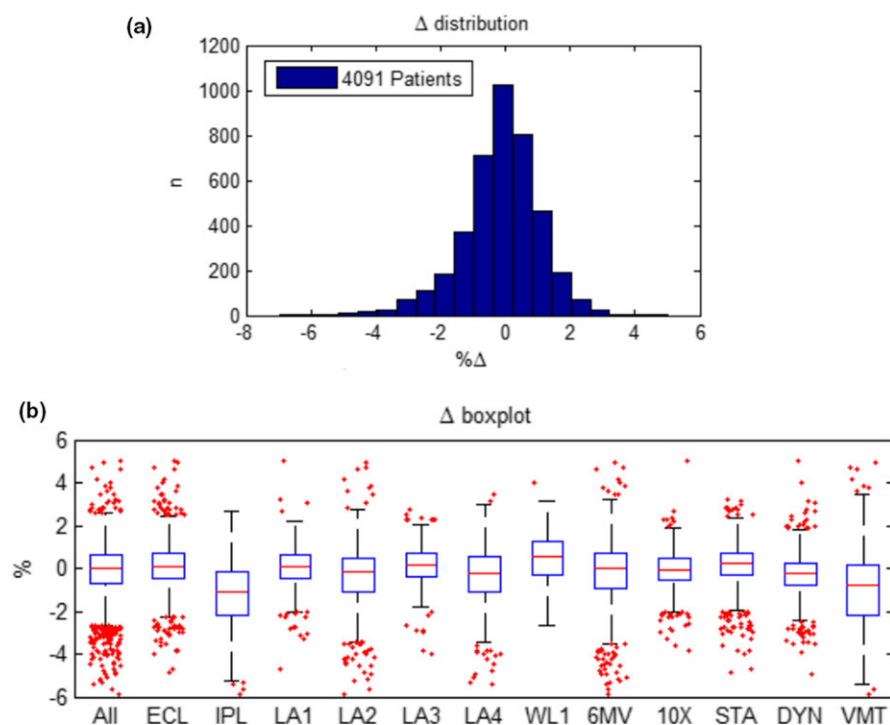 (a)
Δ distribution
1200
1000
800
600
400
200
0
n
4091 Patients
-8 -6 -4 -2 0 2 4 6
%Δ
(b)
Δ boxplot
6
4
2
0
-2
-4
-6
%
All ECL IPL LA1 LA2 LA3 LA4 WL1 6MV 10X STA DYN VMT